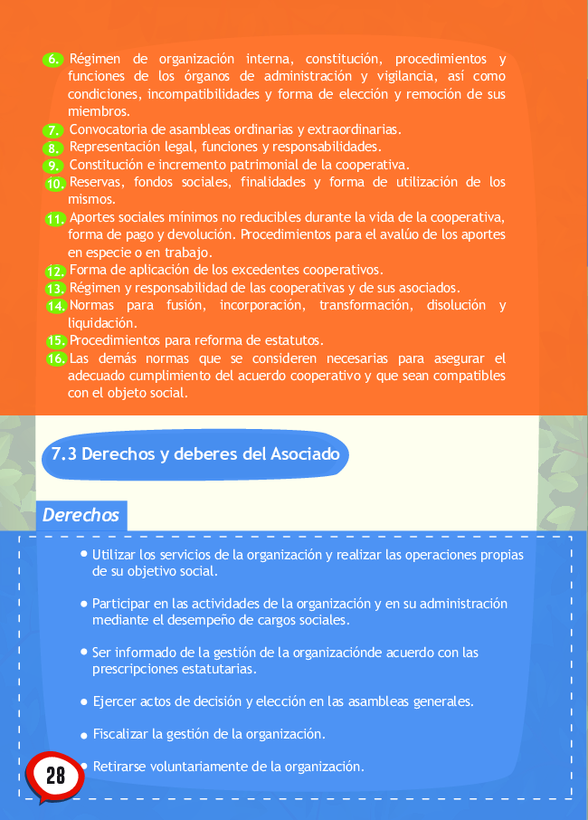 6. Régimen de organización interna, constitución, procedimientos y
funciones de los órganos de administración y vigilancia, así como
condiciones, incompatibilidades y forma de elección y remoción de sus
miembros.
7. Convocatoria de asambleas ordinarias y extraordinarias.
8. Representación legal, funciones y responsabilidades.
9. Constitución e incremento patrimonial de la cooperativa.
10. Reservas, fondos sociales, finalidades y forma de utilización de los
mismos.
11. Aportes sociales mínimos no reducibles durante la vida de la cooperativa,
forma de pago y devolución. Procedimientos para el avalúo de los aportes
en especie o en trabajo.
12. Forma de aplicación de los excedentes cooperativos.
13. Régimen y responsabilidad de las cooperativas y de sus asociados.
14. Normas para fusión, incorporación, transformación, disolución y
liquidación.
15. Procedimientos para reforma de estatutos.
16. Las demás normas que se consideren necesarias para asegurar el
adecuado cumplimiento del acuerdo cooperativo y que sean compatibles
con el objeto social.
7.3 Derechos y deberes del Asociado
Derechos
• Utilizar los servicios de la organización y realizar las operaciones propias
de su objetivo social.
• Participar en las actividades de la organización y en su administración
mediante el desempeño de cargos sociales.
• Ser informado de la gestión de la organizaciónde acuerdo con las
prescripciones estatutarias.
• Ejercer actos de decisión y elección en las asambleas generales.
• Fiscalizar la gestión de la organización.
• Retirarse voluntariamente de la organización.
28